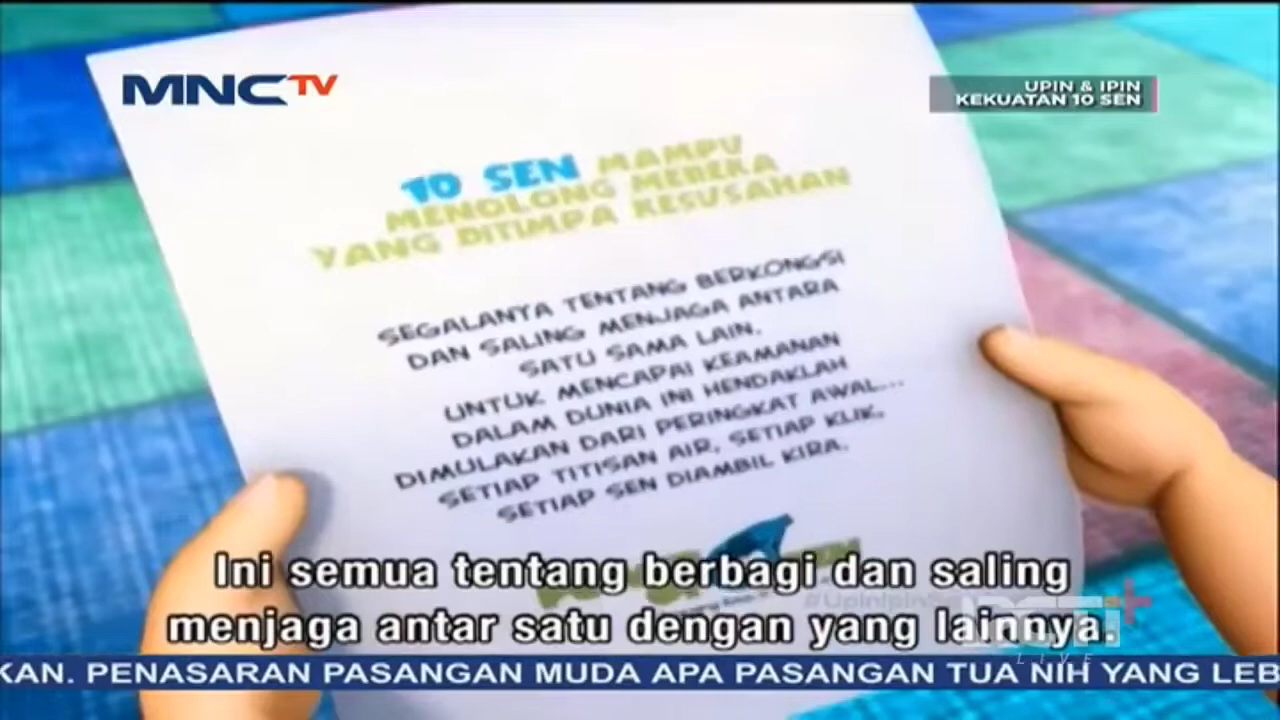 MNCTV
UPIN & IPIN
KEKUATAN 10 SEN
10 SEN MAMPU
MENOLONG MEREKA
YANG DITIMPA KESUSAHAN
SEGALANYA TENTANG BERKONGSI
DAN SALING MENJAGA ANTARA
SATU SAMA LAIN.
UNTUK MENCAPAI KEAMANAN
DALAM DUNIA INI HENDAKLAH
DIMULAKAN DARI PERINGKAT AWAL...
SETIAP TITISAN AIR, SETIAP KLIK,
SETIAP SEN DIAMBIL KIRA.
Ini semua tentang berbagi dan saling
menjaga antar satu dengan yang lainnya.
RCTI+
LIVE
KAN. PENASARAN PASANGAN MUDA APA PASANGAN TUA NIH YANG LEB